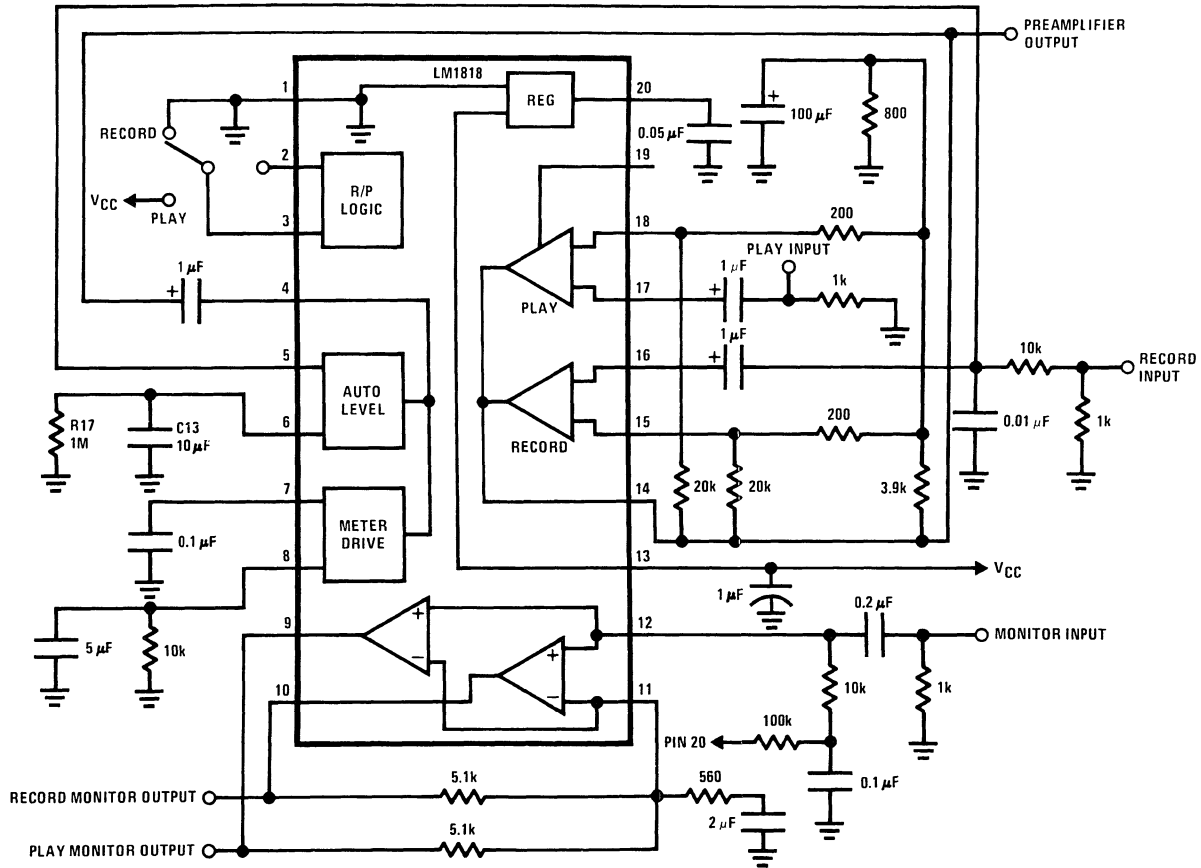 PREAMPLIFIER
OUTPUT
LM1818
1
REG
20
RECORD
0.05 μF
+
100 μF
800
2
19
R/P
LOGIC
VCC
PLAY
3
18
200
PLAY INPUT
1 μF
+
4
PLAY
17
1 μF
+
1k
1 μF
+
5
16
10k
RECORD
INPUT
AUTO
LEVEL
R17
1M
C13
10 μF
6
RECORD
15
200
0.01 μF
1k
7
14
20k
20k
3.9k
METER
DRIVE
0.1 μF
8
13
VCC
1 μF
0.2 μF
9
+
−
12
MONITOR INPUT
5 μF
10k
+
−
10
11
10k
1k
PIN 20
100k
0.1 μF
RECORD MONITOR OUTPUT
5.1k
560
2 μF
PLAY MONITOR OUTPUT
5.1k